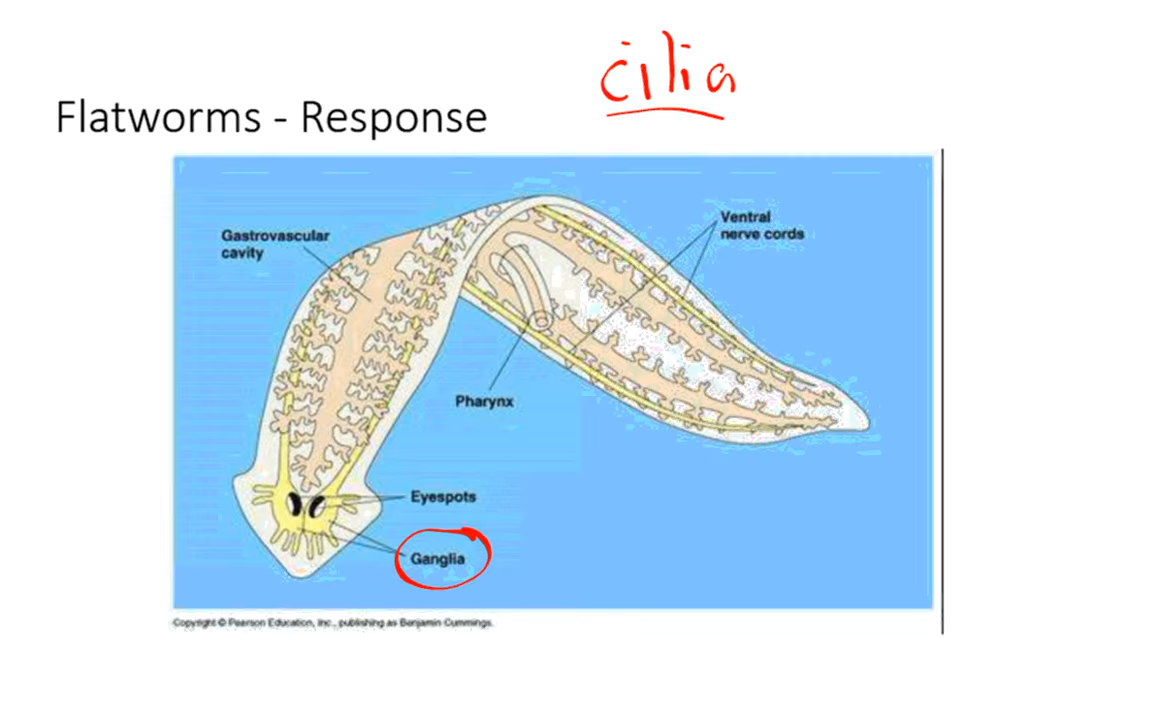 cilia
Flatworms - Response
Gastrovascular
cavity
Ventral
nerve cords
Pharynx
Eyespots
Ganglia
Copyright © Pearson Education, Inc., publishing as Benjamin Cummings.